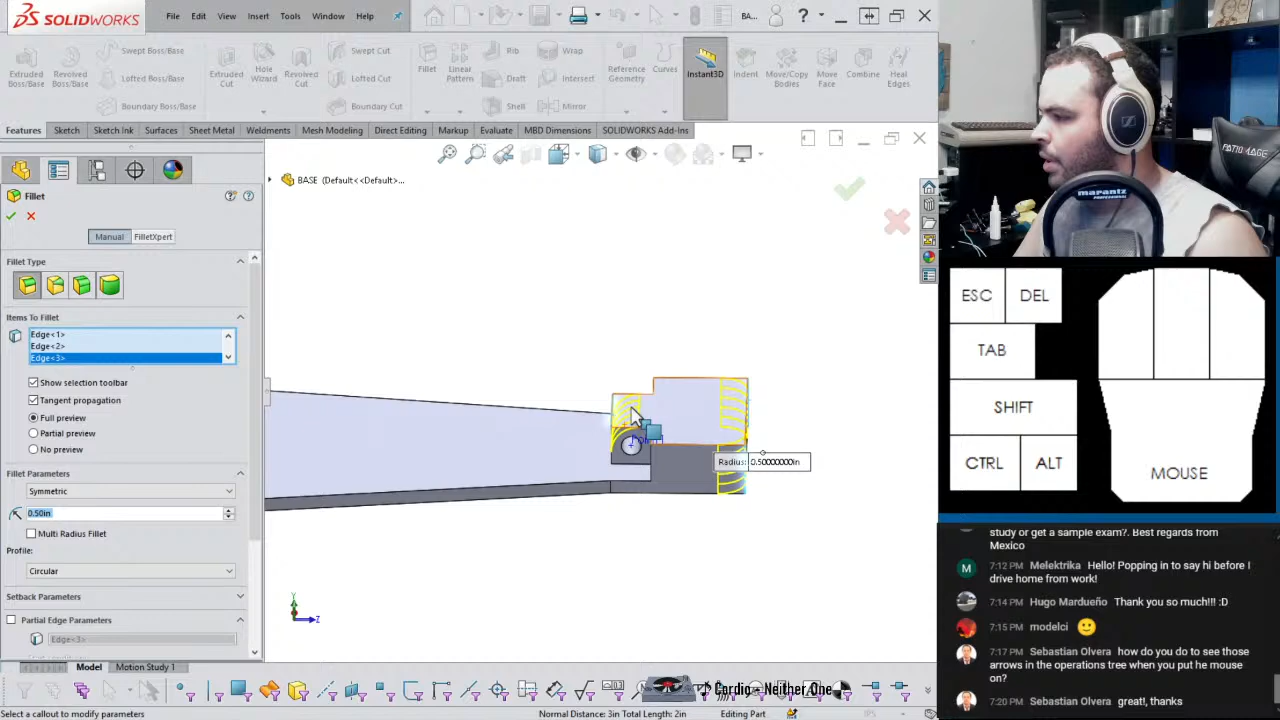 SOLIDWORKS
File
Edit
View
Insert
Tools
Window
Help
BA...
Extruded Boss/Base
Revolved Boss/Base
Swept Boss/Base
Lofted Boss/Base
Boundary Boss/Base
Extruded Cut
Hole Wizard
Revolved Cut
Swept Cut
Lofted Cut
Boundary Cut
Fillet
Linear Pattern
Rib
Draft
Shell
Wrap
Intersect
Mirror
Reference Geometry
Curves
Instant3D
Indent
Move/Copy Bodies
Move Face
Combine
Heal Edges
Features
Sketch
Sketch Ink
Surfaces
Sheet Metal
Weldments
Mesh Modeling
Direct Editing
Markup
Evaluate
MBD Dimensions
SOLIDWORKS Add-Ins
BASE (Default<<Default>...
Fillet
Manual
FilletXpert
Fillet Type
Items To Fillet
Edge<1>
Edge<2>
Edge<3>
Show selection toolbar
Tangent propagation
Full preview
Partial preview
No preview
Fillet Parameters
Symmetric
0.50in
Multi Radius Fillet
Profile:
Circular
Setback Parameters
Partial Edge Parameters
Edge<3>
Radius: 0.50000000in
Y
Z
Model
Motion Study 1
Cardio - Neither One
Select a callout to modify parameters
Normal Distance: 3in Total Length: 2in
Editing Part
IPS
marantz
PROFESSIONAL
ESC
DEL
TAB
SHIFT
CTRL
ALT
MOUSE
study or get a sample exam?. Best regards from
Mexico
M
7:12 PM Melektrika Hello! Popping in to say hi before I
drive home from work!
7:14 PM Hugo Mardueño Thank you so much!!! :D
7:15 PM modelci 🙂
7:17 PM Sebastian Olvera how do you do to see those
arrows in the operations tree when you put he mouse
on?
7:20 PM Sebastian Olvera great!, thanks